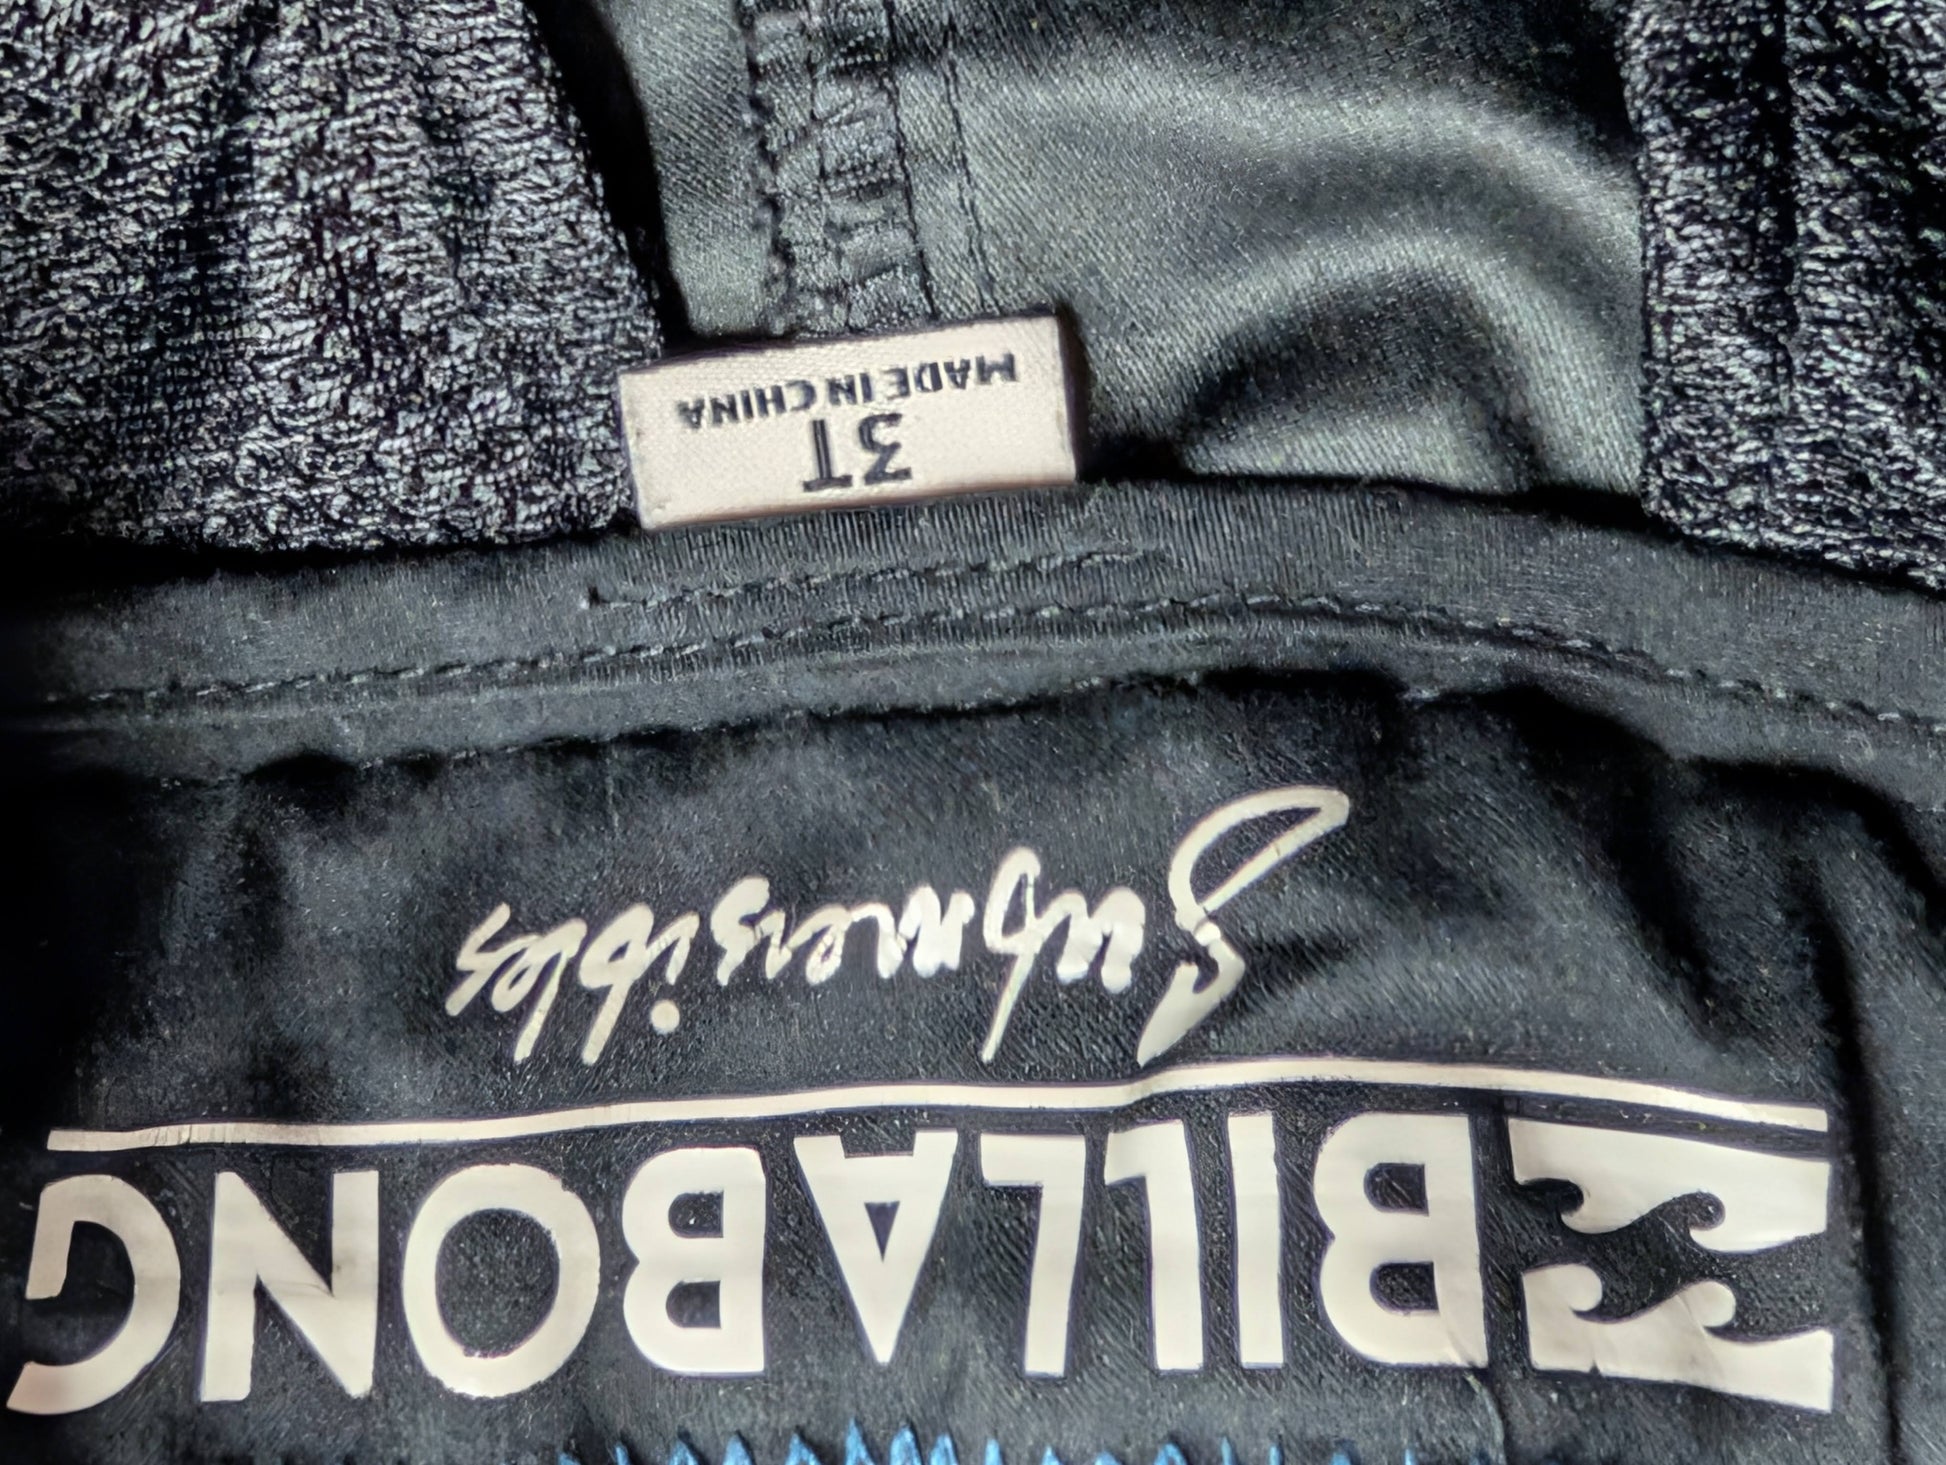 BILLABONG
Submersibles
3T
MADE IN CHINA